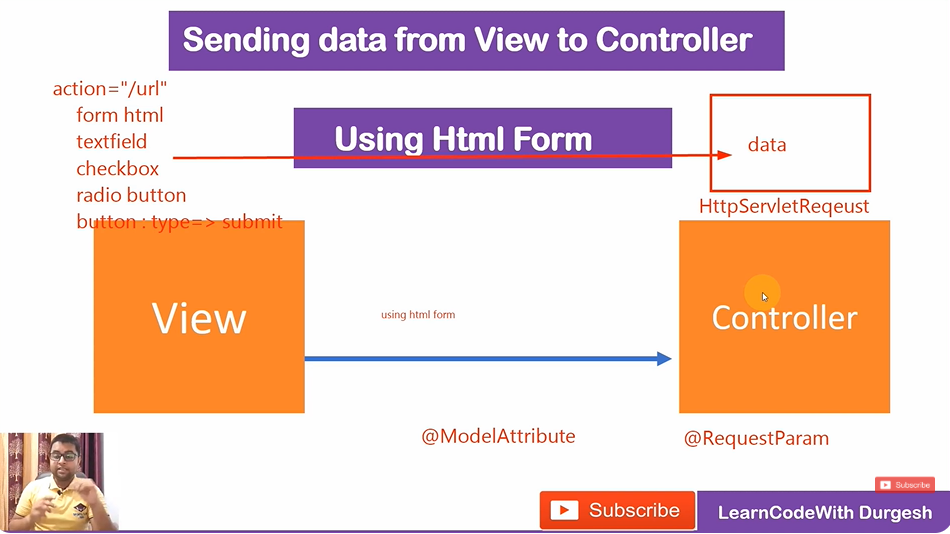 Sending data from View to Controller
action="/url"
form html
textfield
checkbox
radio button
button : type=> submit
Using Html Form
data
HttpServletReqeust
View
using html form
Controller
@ModelAttribute
@RequestParam
Subscribe
Subscribe
LearnCodeWith Durgesh